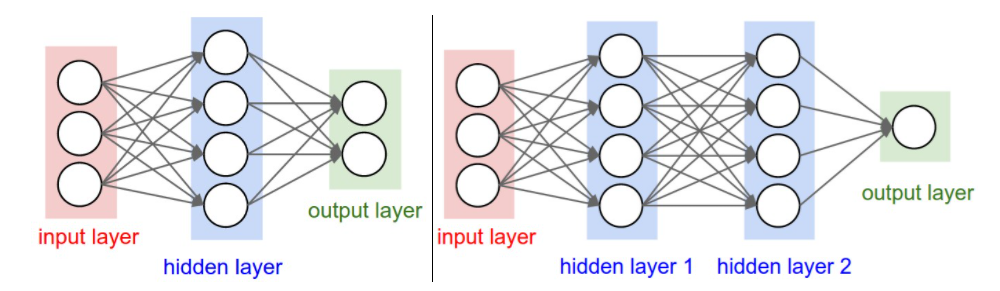 input layer
hidden layer
output layer
input layer
hidden layer 1
hidden layer 2
output layer